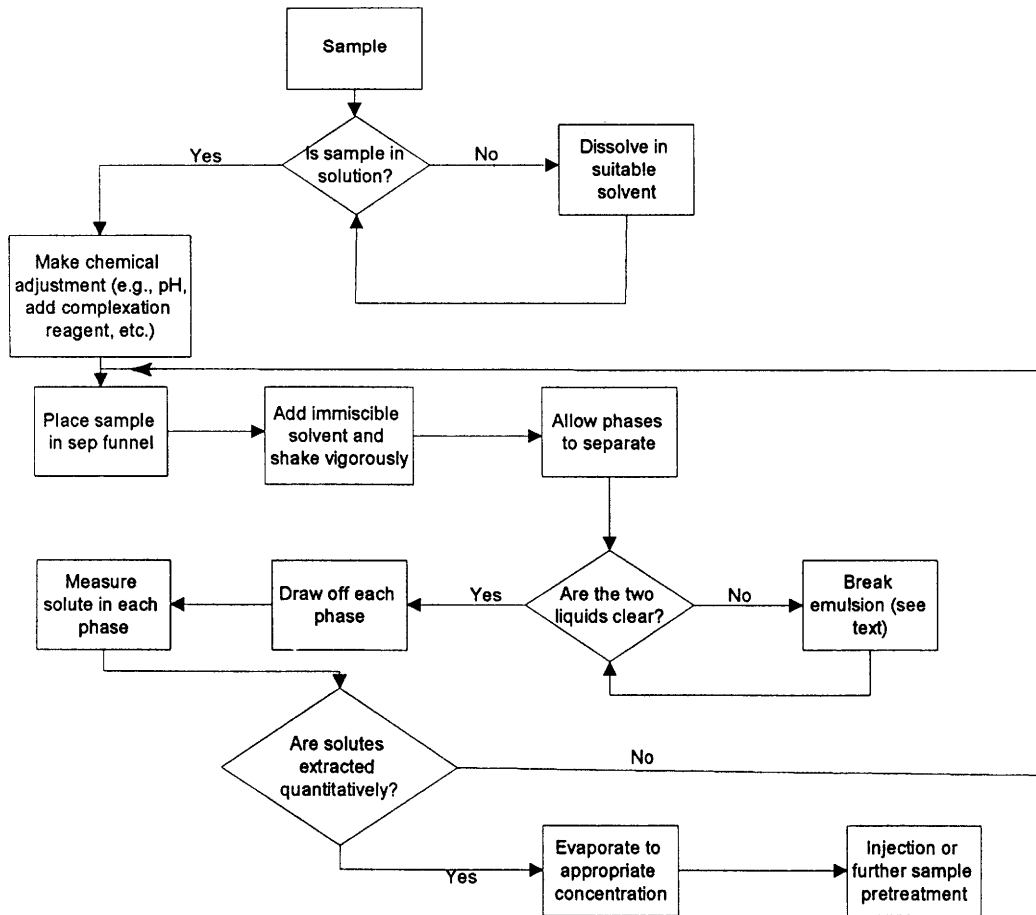 Sample
Is sample in
solution?
Yes
No
Dissolve in
suitable
solvent
Make chemical
adjustment (e.g., pH,
add complexation
reagent, etc.)
Place sample
in sep funnel
Add immiscible
solvent and
shake vigorously
Allow phases
to separate
Are the two
liquids clear?
Yes
No
Break
emulsion (see
text)
Draw off each
phase
Measure
solute in each
phase
Are solutes
extracted
quantitatively?
No
Yes
Evaporate to
appropriate
concentration
Injection or
further sample
pretreatment